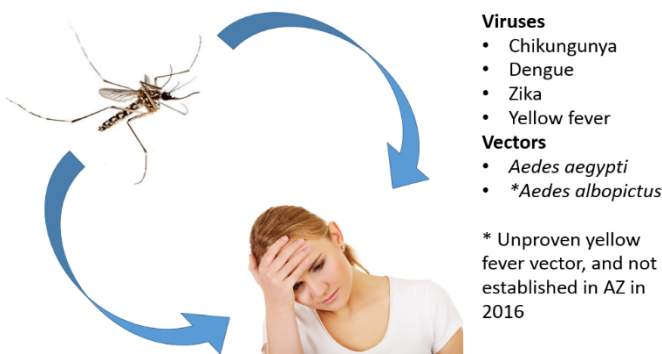 Viruses
• Chikungunya
• Dengue
• Zika
• Yellow fever
Vectors
• Aedes aegypti
• *Aedes albopictus
* Unproven yellow
fever vector, and not
established in AZ in
2016